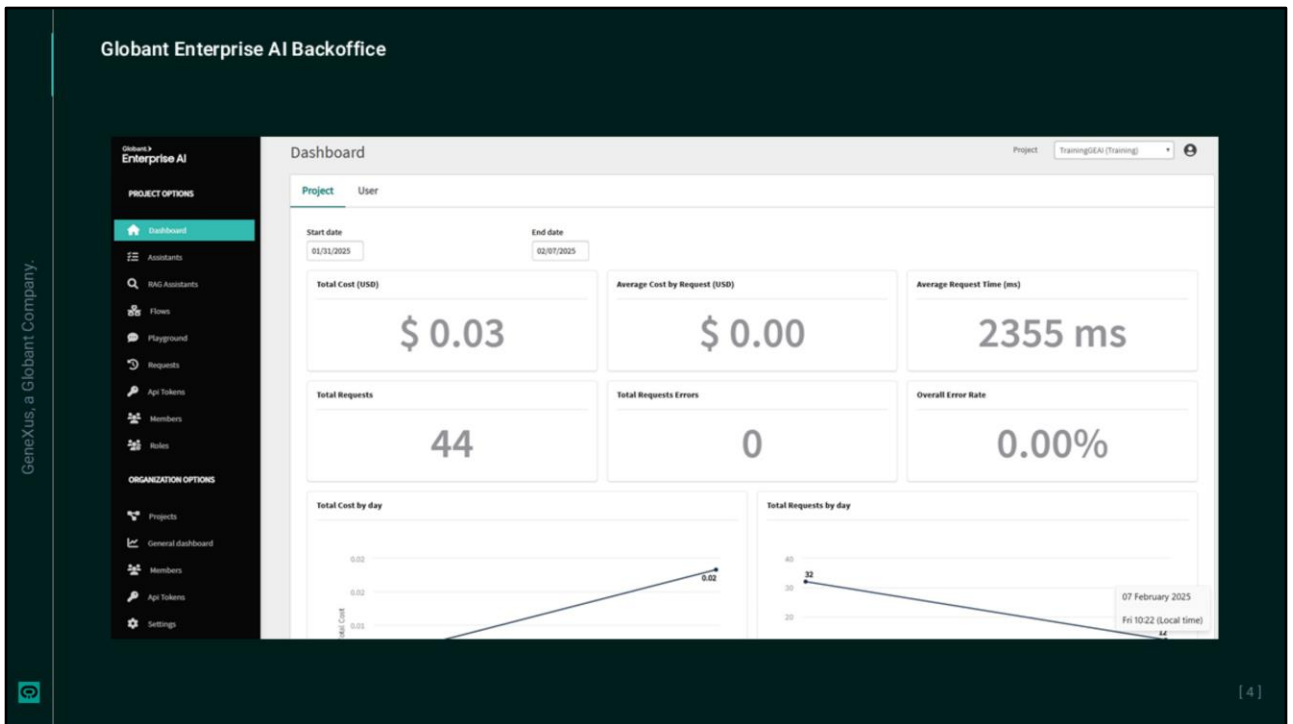 Globant Enterprise AI Backoffice
GeneXus, a Globant Company.
Globant>
Enterprise AI
PROJECT OPTIONS
Dashboard
Assistants
RAG Assistants
Flows
Playground
Requests
Api Tokens
Members
Roles
ORGANIZATION OPTIONS
Projects
General dashboard
Members
Api Tokens
Settings
Dashboard
Project
TrainingGEAI (Training)
Project User
Start date
01/31/2025
End date
02/07/2025
Total Cost (USD)
$ 0.03
Average Cost by Request (USD)
$ 0.00
Average Request Time (ms)
2355 ms
Total Requests
44
Total Requests Errors
0
Overall Error Rate
0.00%
Total Cost by day
0.02
0.02
0.01
0.02
Total Cost
Total Requests by day
40
30
20
32
12
07 February 2025
Fri 10:22 (Local time)
[ 4 ]